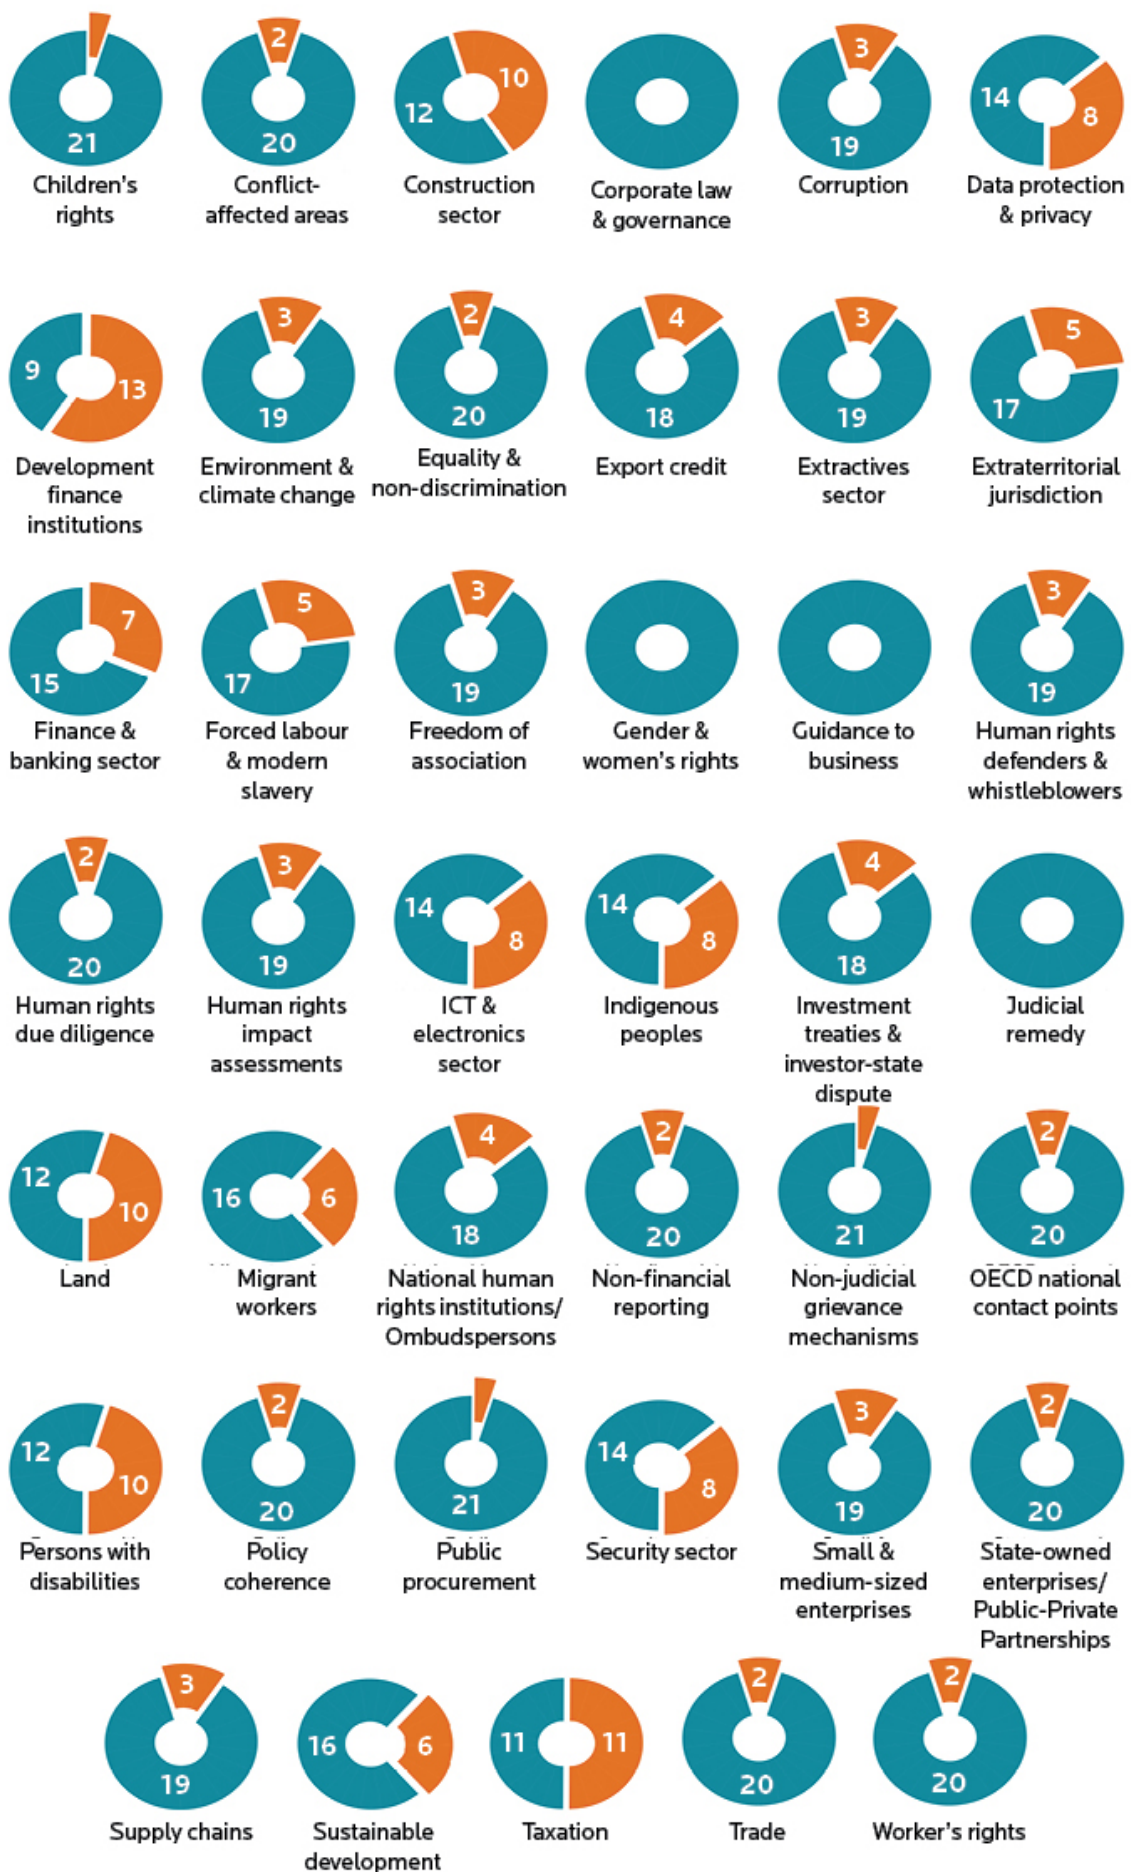 21
Children's
rights
2
20
Conflict-
affected areas
10
12
Construction
sector
Corporate law
& governance
3
19
Corruption
14
8
Data protection
& privacy
9
13
Development
finance
institutions
3
19
Environment &
climate change
2
20
Equality &
non-discrimination
4
18
Export credit
3
19
Extractives
sector
5
17
Extraterritorial
jurisdiction
7
15
Finance &
banking sector
5
17
Forced labour
& modern
slavery
3
19
Freedom of
association
Gender &
women's rights
Guidance to
business
3
19
Human rights
defenders &
whistleblowers
2
20
Human rights
due diligence
3
19
Human rights
impact
assessments
14
8
ICT &
electronics
sector
14
8
Indigenous
peoples
4
18
Investment
treaties &
investor-state
dispute
Judicial
remedy
12
10
Land
16
6
Migrant
workers
4
18
National human
rights institutions/
Ombudspersons
2
20
Non-financial
reporting
21
Non-judicial
grievance
mechanisms
2
20
OECD national
contact points
12
10
Persons with
disabilities
2
20
Policy
coherence
21
Public
procurement
14
8
Security sector
3
19
Small &
medium-sized
enterprises
2
20
State-owned
enterprises/
Public-Private
Partnerships
3
19
Supply chains
16
6
Sustainable
development
11
11
Taxation
2
20
Trade
2
20
Worker's rights